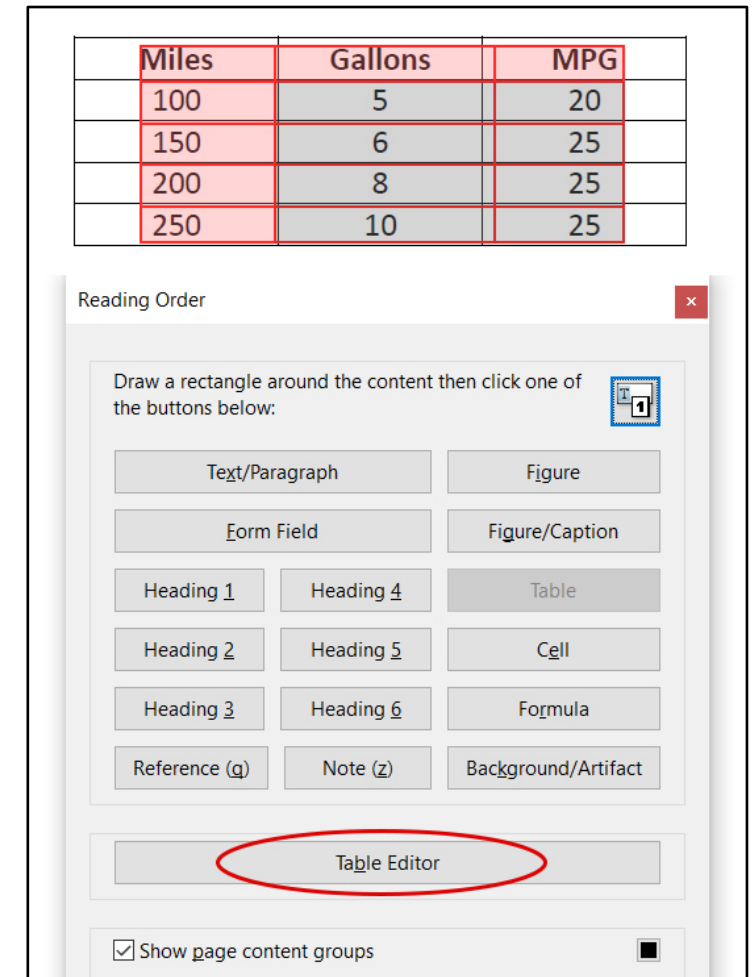 Miles Gallons MPG
100 5 20
150 6 25
200 8 25
250 10 25
Reading Order
x
Draw a rectangle around the content then click one of
the buttons below:
T 1
Text/Paragraph Figure
Form Field Figure/Caption
Heading 1 Heading 4 Table
Heading 2 Heading 5 Cell
Heading 3 Heading 6 Formula
Reference (q) Note (z) Background/Artifact
Table Editor
Show page content groups